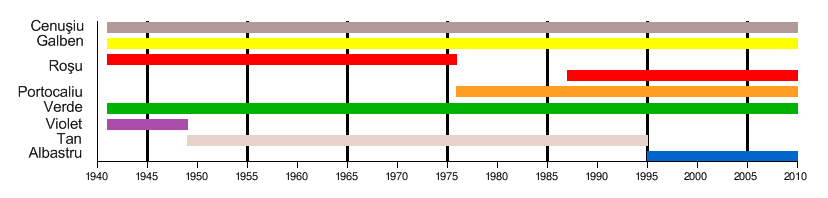 Cenuşiu
Galben
Roşu
Portocaliu
Verde
Violet
Tan
Albastru
1940 1945 1950 1955 1960 1965 1970 1975 1980 1985 1990 1995 2000 2005 2010